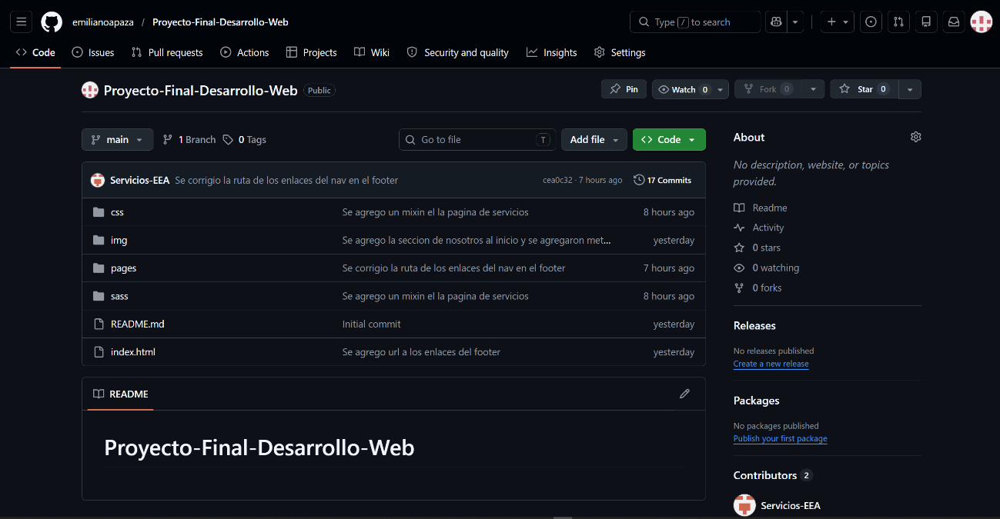 emilianoapaza / Proyecto-Final-Desarrollo-Web
Type / to search
Code Issues Pull requests Actions Projects Wiki Security and quality Insights Settings
Proyecto-Final-Desarrollo-Web Public
Pin Watch 0 Fork 0 Star 0
main 1 Branch 0 Tags Go to file T Add file Code
Servicios-EEA Se corrigio la ruta de los enlaces del nav en el footer cea0c32 · 7 hours ago 17 Commits
css Se agrego un mixin el la pagina de servicios 8 hours ago
img Se agrego la seccion de nosotros al inicio y se agregaron met... yesterday
pages Se corrigio la ruta de los enlaces del nav en el footer 7 hours ago
sass Se agrego un mixin el la pagina de servicios 8 hours ago
README.md Initial commit yesterday
index.html Se agrego url a los enlaces del footer yesterday
README
Proyecto-Final-Desarrollo-Web
About
No description, website, or topics
provided.
Readme
Activity
0 stars
0 watching
0 forks
Releases
No releases published
Create a new release
Packages
No packages published
Publish your first package
Contributors 2
Servicios-EEA